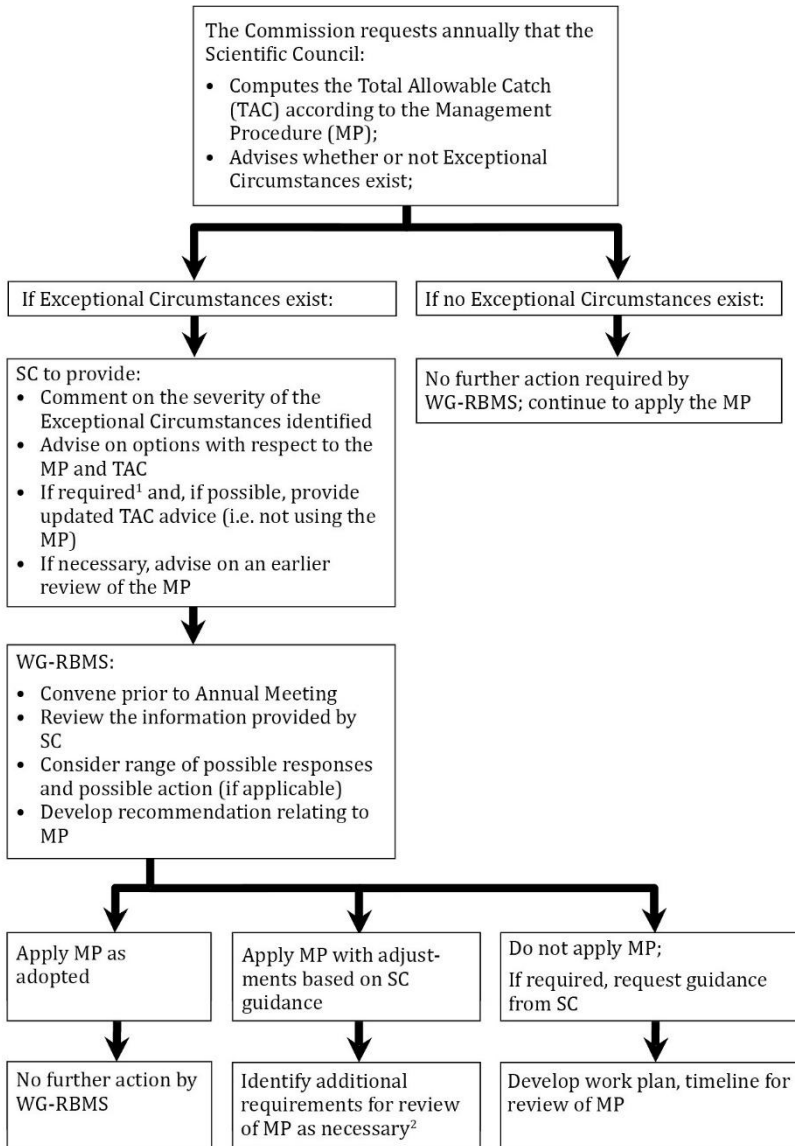 The Commission requests annually that the
Scientific Council:
• Computes the Total Allowable Catch
(TAC) according to the Management
Procedure (MP);
• Advises whether or not Exceptional
Circumstances exist;
If Exceptional Circumstances exist:
If no Exceptional Circumstances exist:
SC to provide:
• Comment on the severity of the
Exceptional Circumstances identified
• Advise on options with respect to the
MP and TAC
• If required¹ and, if possible, provide
updated TAC advice (i.e. not using the
MP)
• If necessary, advise on an earlier
review of the MP
No further action required by
WG-RBMS; continue to apply the MP
WG-RBMS:
• Convene prior to Annual Meeting
• Review the information provided by
SC
• Consider range of possible responses
and possible action (if applicable)
• Develop recommendation relating to
MP
Apply MP as
adopted
Apply MP with adjust-
ments based on SC
guidance
Do not apply MP;
If required, request guidance
from SC
No further action by
WG-RBMS
Identify additional
requirements for review
of MP as necessary²
Develop work plan, timeline for
review of MP